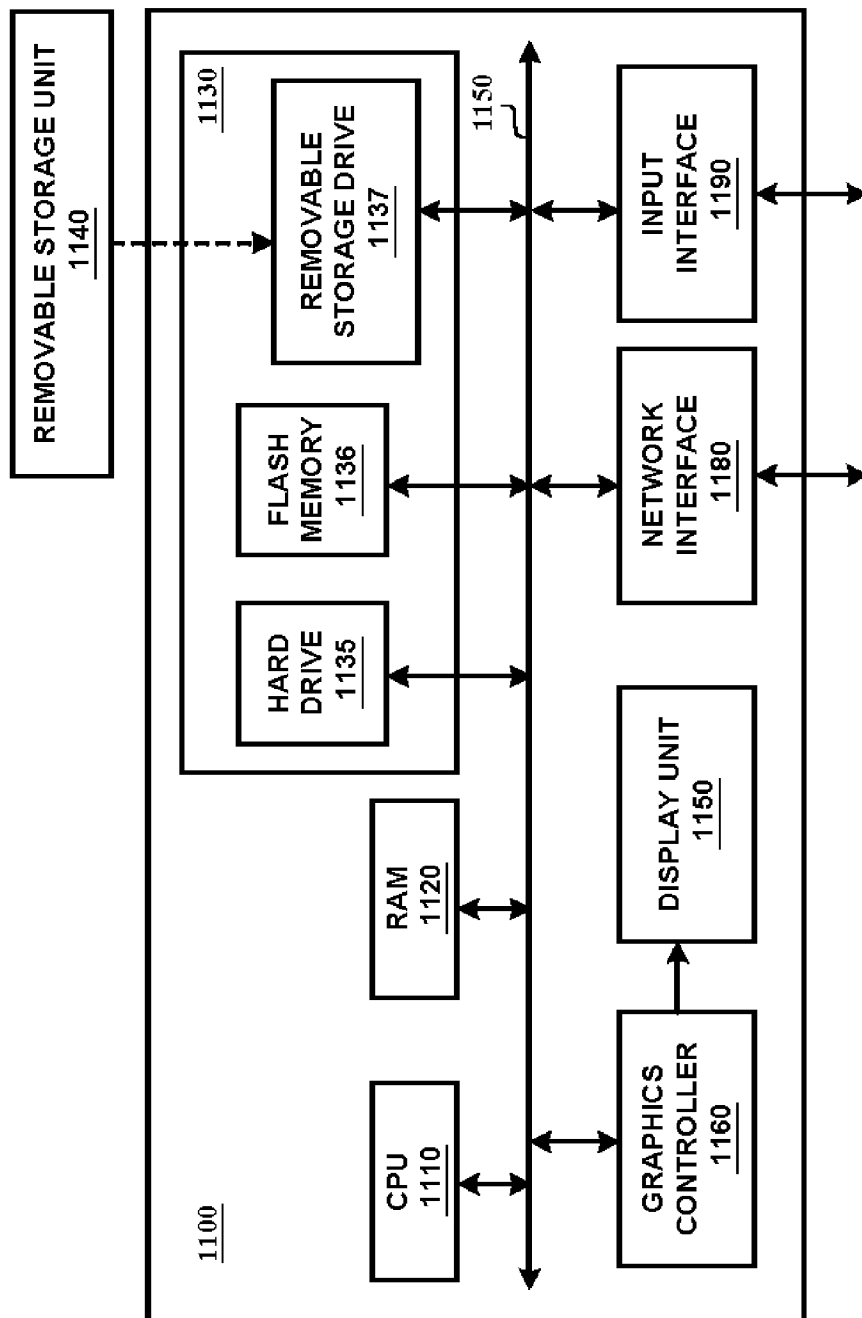 REMOVABLE STORAGE UNIT
1140
1100
1130
CPU
1110
RAM
1120
HARD
DRIVE
1135
FLASH
MEMORY
1136
REMOVABLE
STORAGE DRIVE
1137
1150
GRAPHICS
CONTROLLER
1160
DISPLAY UNIT
1150
NETWORK
INTERFACE
1180
INPUT
INTERFACE
1190